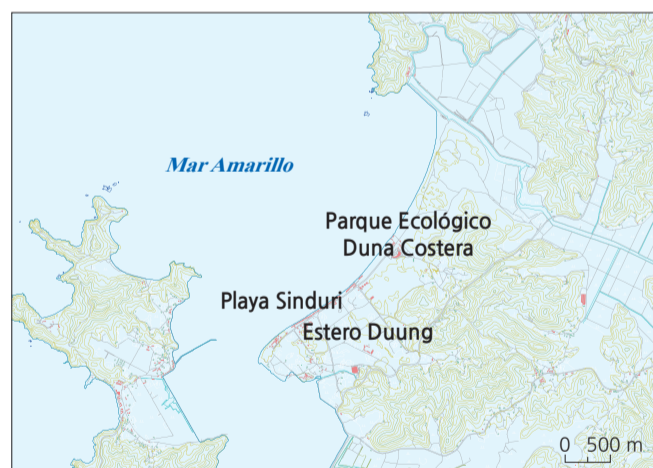 Mar Amarillo
Parque Ecológico
Duna Costera
Playa Sinduri
Estero Duung
0 500 m